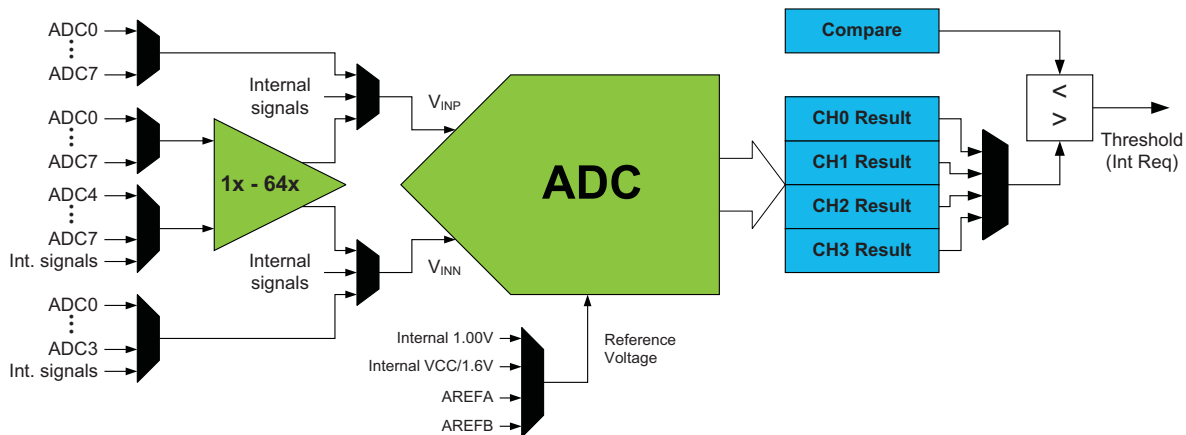 ADC0
ADC7
ADC0
ADC7
ADC4
ADC7
Int. signals
ADC0
ADC3
Int. signals
1x - 64x
Internal
signals
Internal
signals
VINP
VINN
ADC
Internal 1.00V
Internal VCC/1.6V
AREFA
AREFB
Reference
Voltage
Compare
CH0 Result
CH1 Result
CH2 Result
CH3 Result
<
>
Threshold
(Int Req)